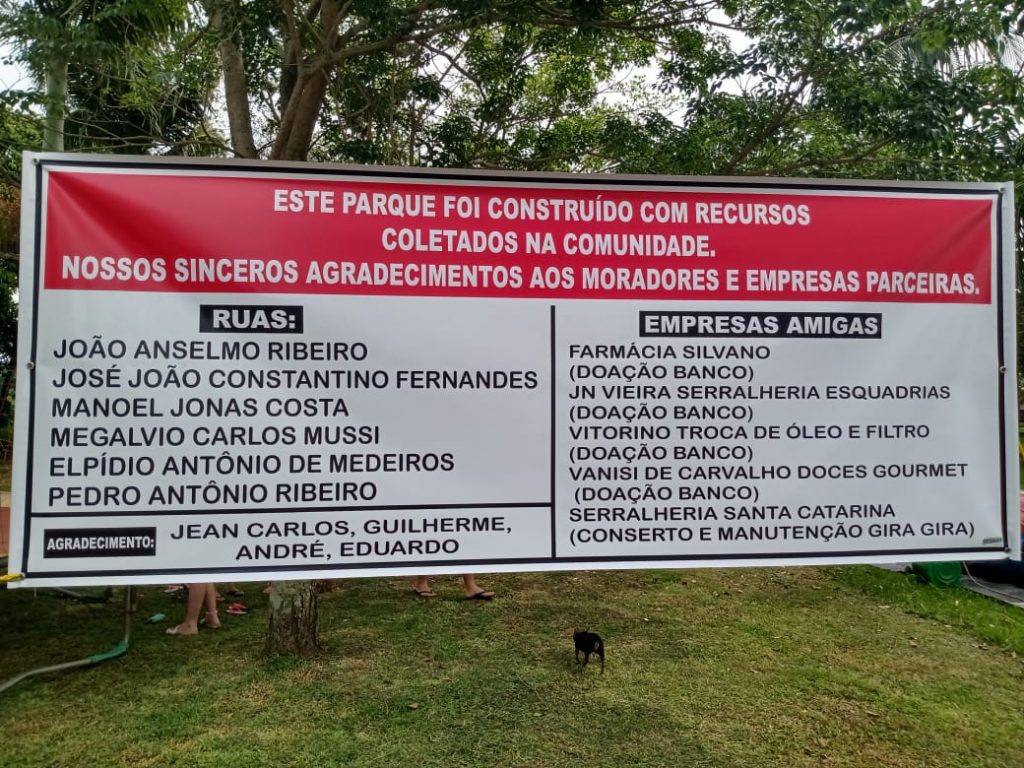 ESTE PARQUE FOI CONSTRUÍDO COM RECURSOS
COLETADOS NA COMUNIDADE.
NOSSOS SINCEROS AGRADECIMENTOS AOS MORADORES E EMPRESAS PARCEIRAS.
RUAS:
JOÃO ANSELMO RIBEIRO
JOSÉ JOÃO CONSTANTINO FERNANDES
MANOEL JONAS COSTA
MEGALVIO CARLOS MUSSI
ELPÍDIO ANTÔNIO DE MEDEIROS
PEDRO ANTÔNIO RIBEIRO
AGRADECIMENTO:
JEAN CARLOS, GUILHERME,
ANDRÉ, EDUARDO
EMPRESAS AMIGAS
FARMÁCIA SILVANO
(DOAÇÃO BANCO)
JN VIEIRA SERRALHERIA ESQUADRIAS
(DOAÇÃO BANCO)
VITORINO TROCA DE ÓLEO E FILTRO
(DOAÇÃO BANCO)
VANISI DE CARVALHO DOCES GOURMET
(DOAÇÃO BANCO)
SERRALHERIA SANTA CATARINA
(CONSERTO E MANUTENÇÃO GIRA GIRA)